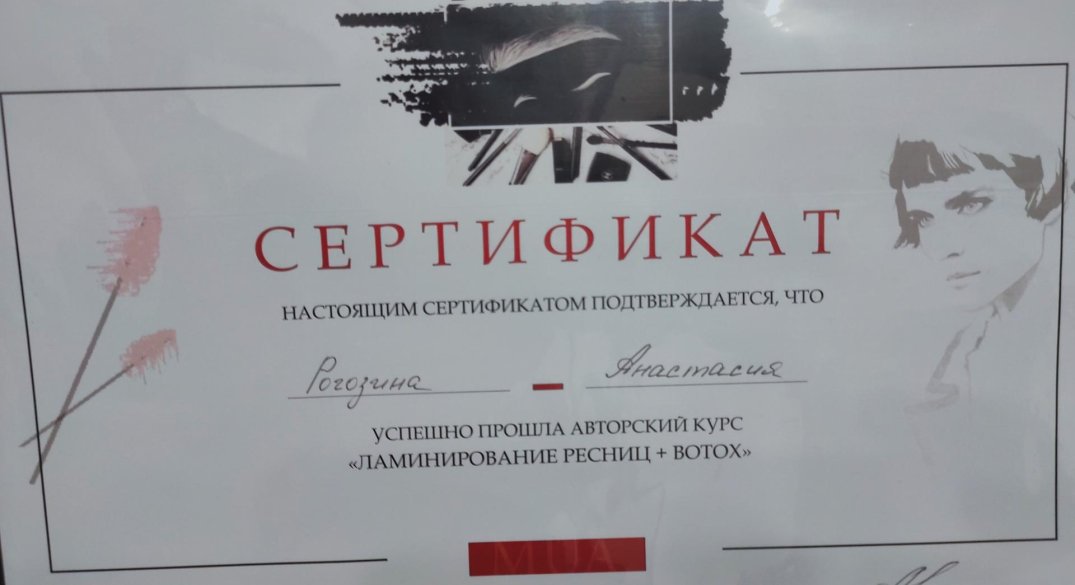 СЕРТИФИКАТ
НАСТОЯЩИМ СЕРТИФИКАТОМ ПОДТВЕРЖДАЕТСЯ, ЧТО
Рогозина - Анастасия
УСПЕШНО ПРОШЛА АВТОРСКИЙ КУРС
«ЛАМИНИРОВАНИЕ РЕСНИЦ + BOTOX»
MUA